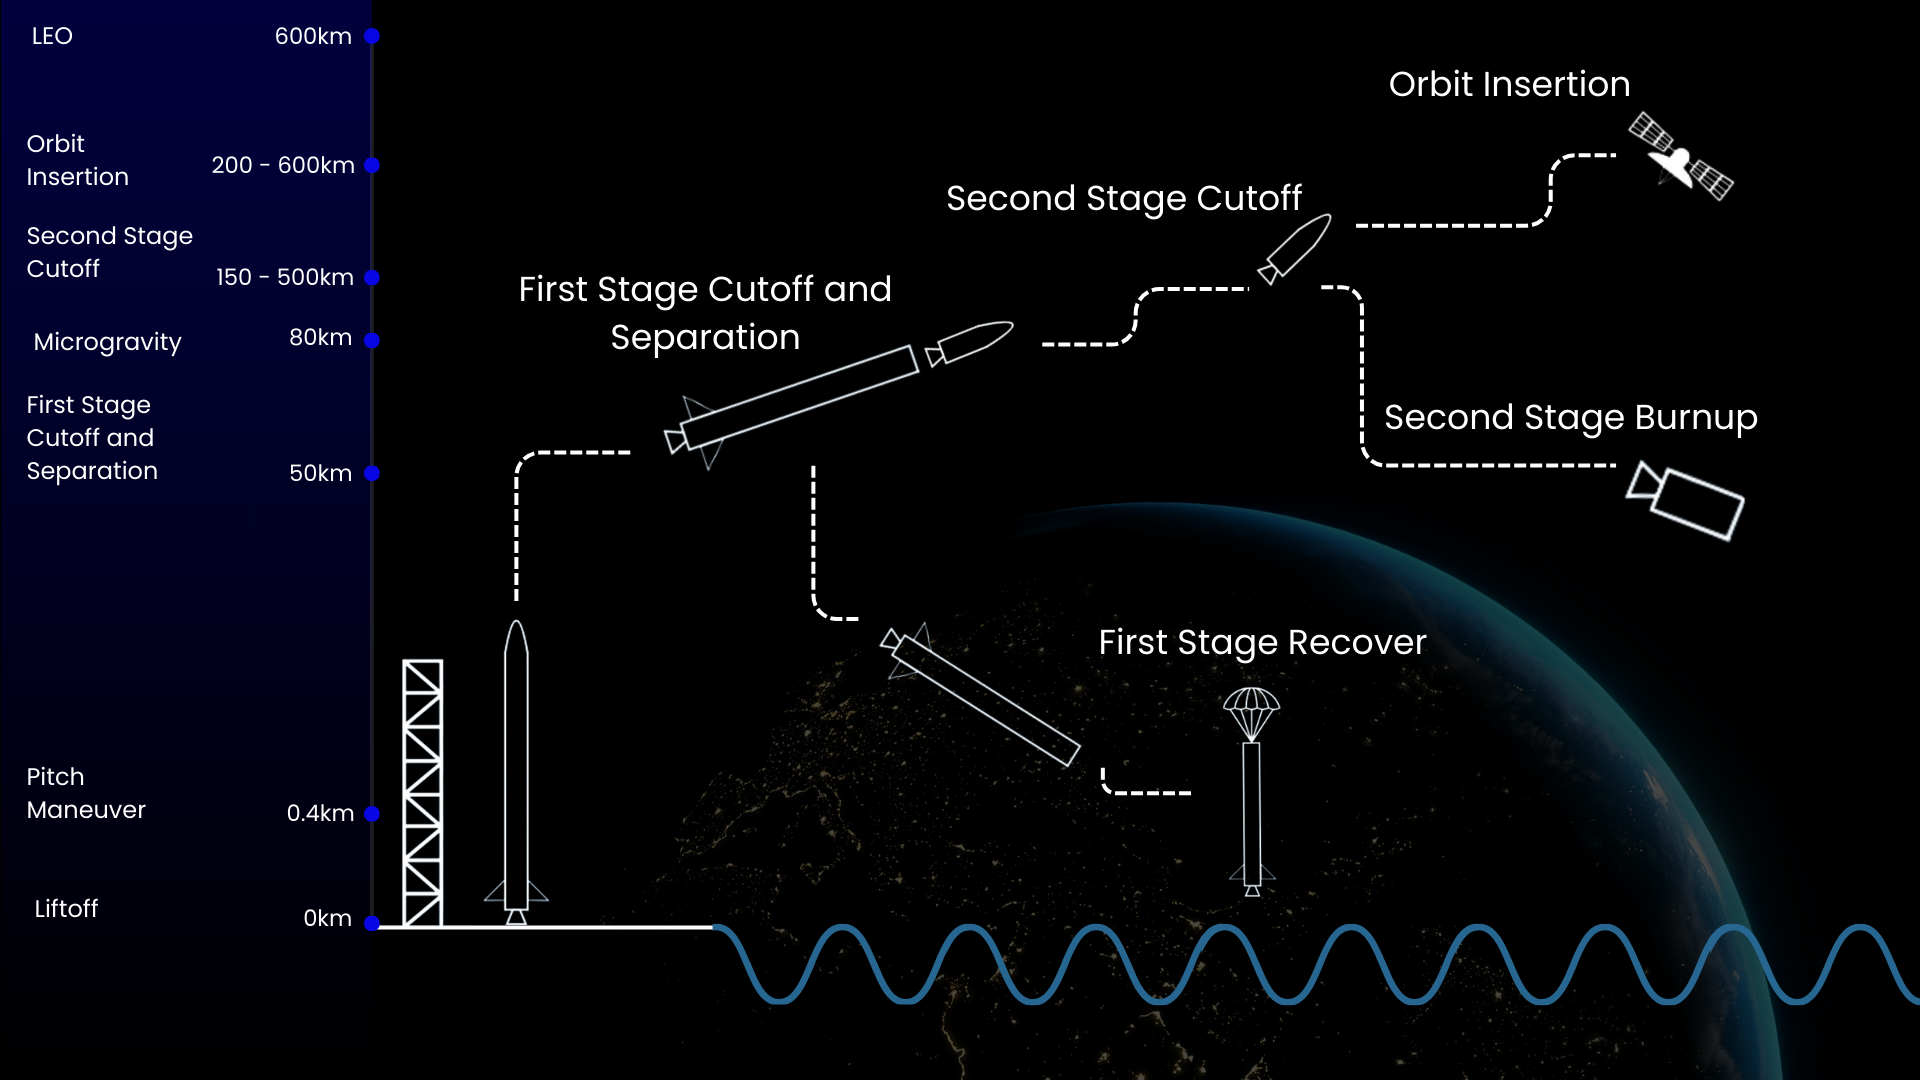 LEO
600km
Orbit
Insertion
200 - 600km
Second Stage
Cutoff
150 - 500km
Microgravity
80km
First Stage
Cutoff and
Separation
50km
Pitch
Maneuver
0.4km
Liftoff
0km
Orbit Insertion
Second Stage Cutoff
First Stage Cutoff and
Separation
Second Stage Burnup
First Stage Recover